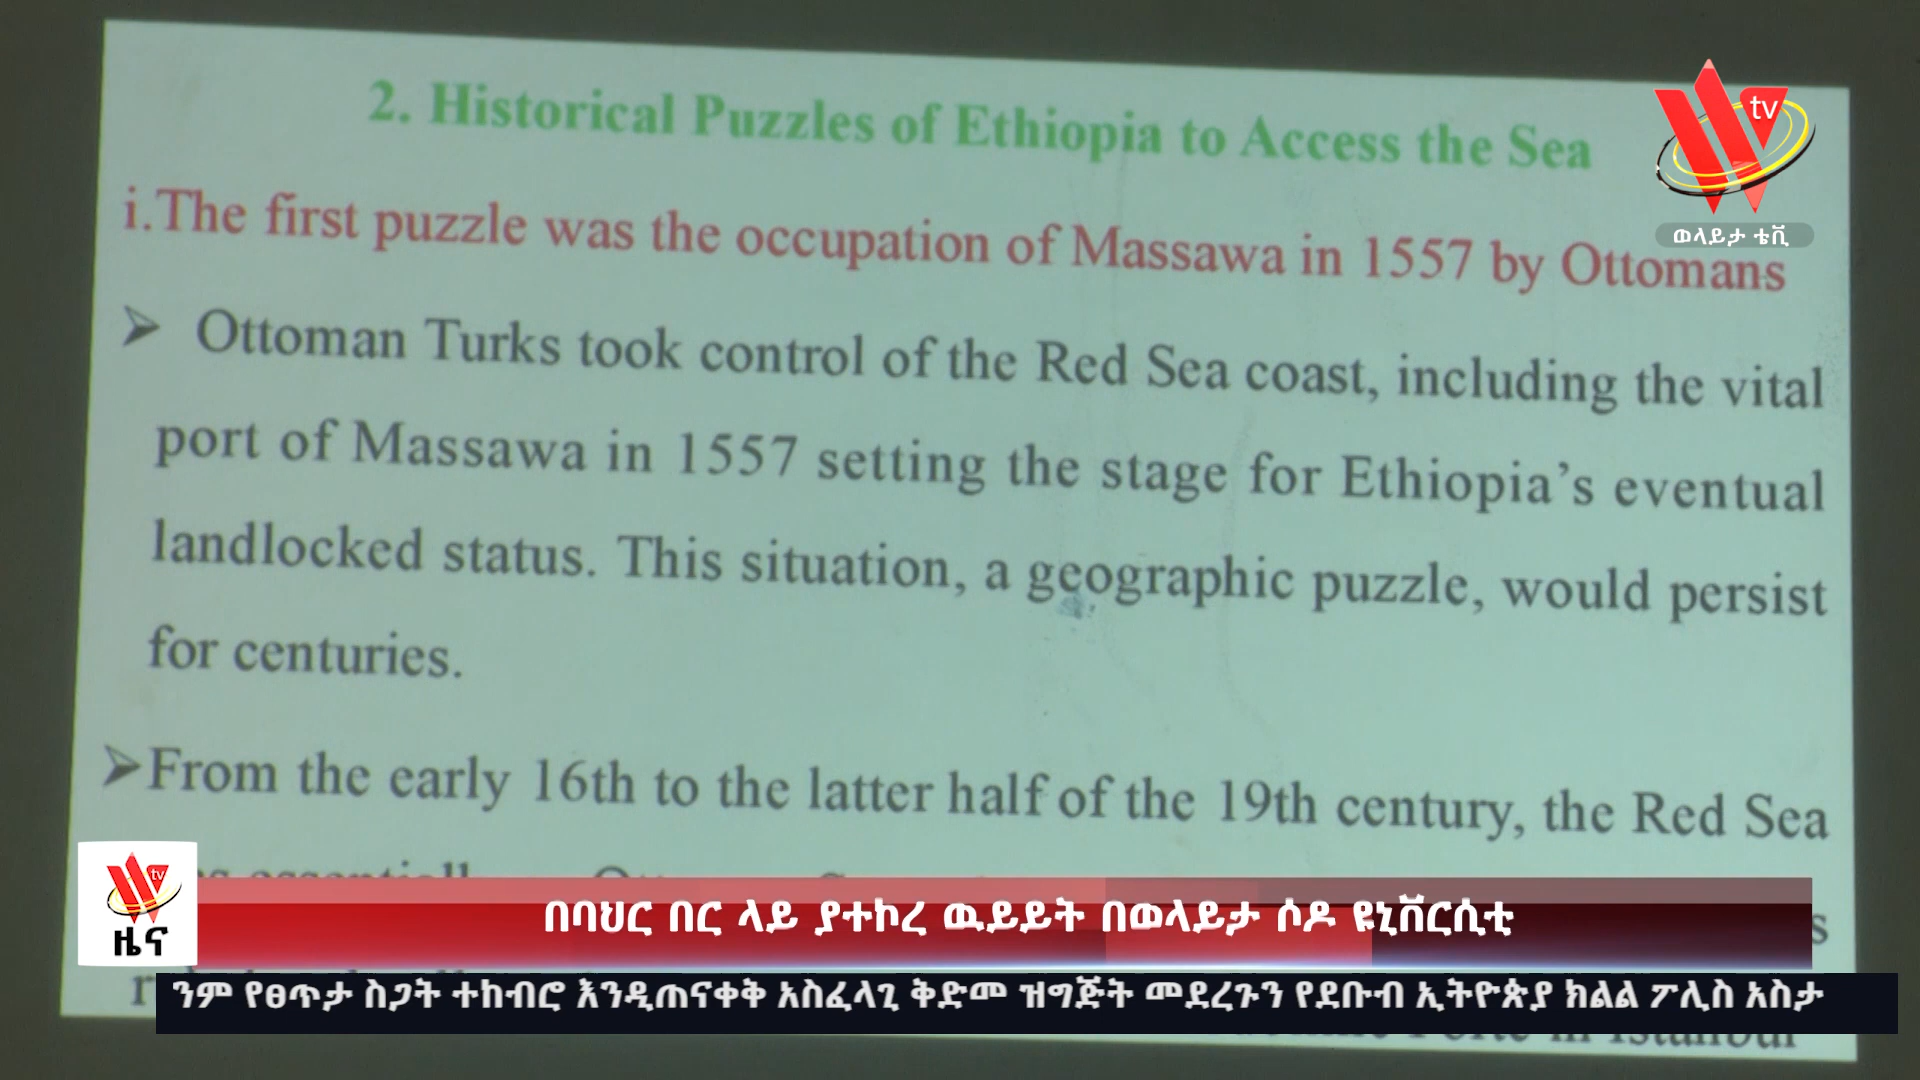 2. Historical Puzzles of Ethiopia to Access the Sea
tv
ወላይታ ቴቪ
i.The first puzzle was the occupation of Massawa in 1557 by Ottomans
➤ Ottoman Turks took control of the Red Sea coast, including the vital
port of Massawa in 1557 setting the stage for Ethiopia’s eventual
landlocked status. This situation, a geographic puzzle, would persist
for centuries.
➤From the early 16th to the latter half of the 19th century, the Red Sea
tv
ዜና
በባህር በር ላይ ያተኮረ ዉይይት በወላይታ ሶዶ ዩኒቨርሲቲ
ንም የፀጥታ ስጋት ተከብሮ እንዲጠናቀቅ አስፈላጊ ቅድመ ዝግጅት መደረጉን የደቡብ ኢትዮጵያ ክልል ፖሊስ አስታ
in Istanbul